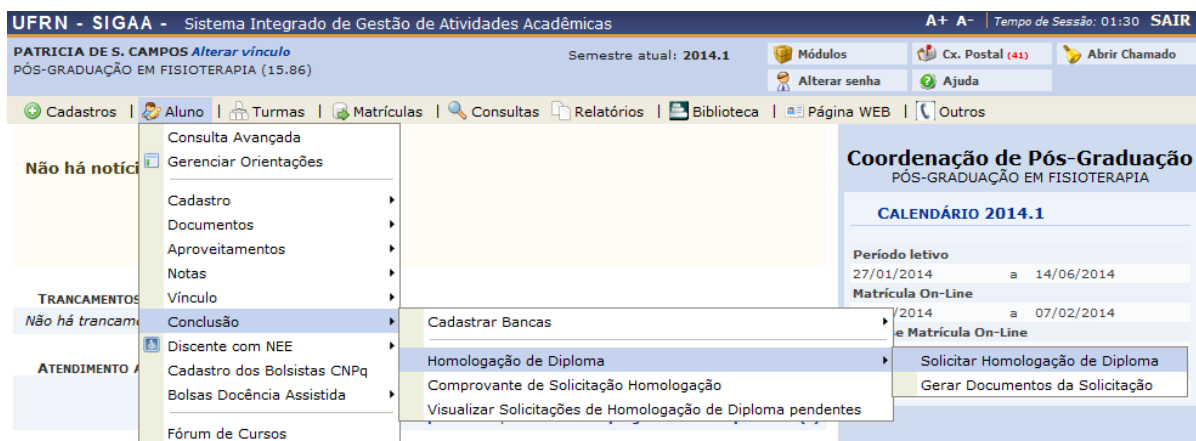 UFRN - SIGAA - Sistema Integrado de Gestão de Atividades Acadêmicas
A+ A- | Tempo de Sessão: 01:30 SAIR
PATRICIA DE S. CAMPOS Alterar vínculo
PÓS-GRADUAÇÃO EM FISIOTERAPIA (15.86)
Semestre atual: 2014.1
Módulos
Cx. Postal (41)
Abrir Chamado
Alterar senha
Ajuda
Cadastros | Aluno | Turmas | Matrículas | Consultas Relatórios | Biblioteca | Página WEB | Outros
Não há notíci
Consulta Avançada
Gerenciar Orientações
Cadastro
Documentos
Aproveitamentos
Notas
Vínculo
Conclusão
Discente com NEE
Cadastro dos Bolsistas CNPq
Bolsas Docência Assistida
Fórum de Cursos
TRANCAMENTOS
Não há trancam
ATENDIMENTO A
Cadastrar Bancas
Homologação de Diploma
Comprovante de Solicitação Homologação
Visualizar Solicitações de Homologação de Diploma pendentes
Solicitar Homologação de Diploma
Gerar Documentos da Solicitação
Coordenação de Pós-Graduação
PÓS-GRADUAÇÃO EM FISIOTERAPIA
CALENDÁRIO 2014.1
Período letivo
27/01/2014 a 14/06/2014
Matrícula On-Line
/2014 a 07/02/2014
e Matrícula On-Line